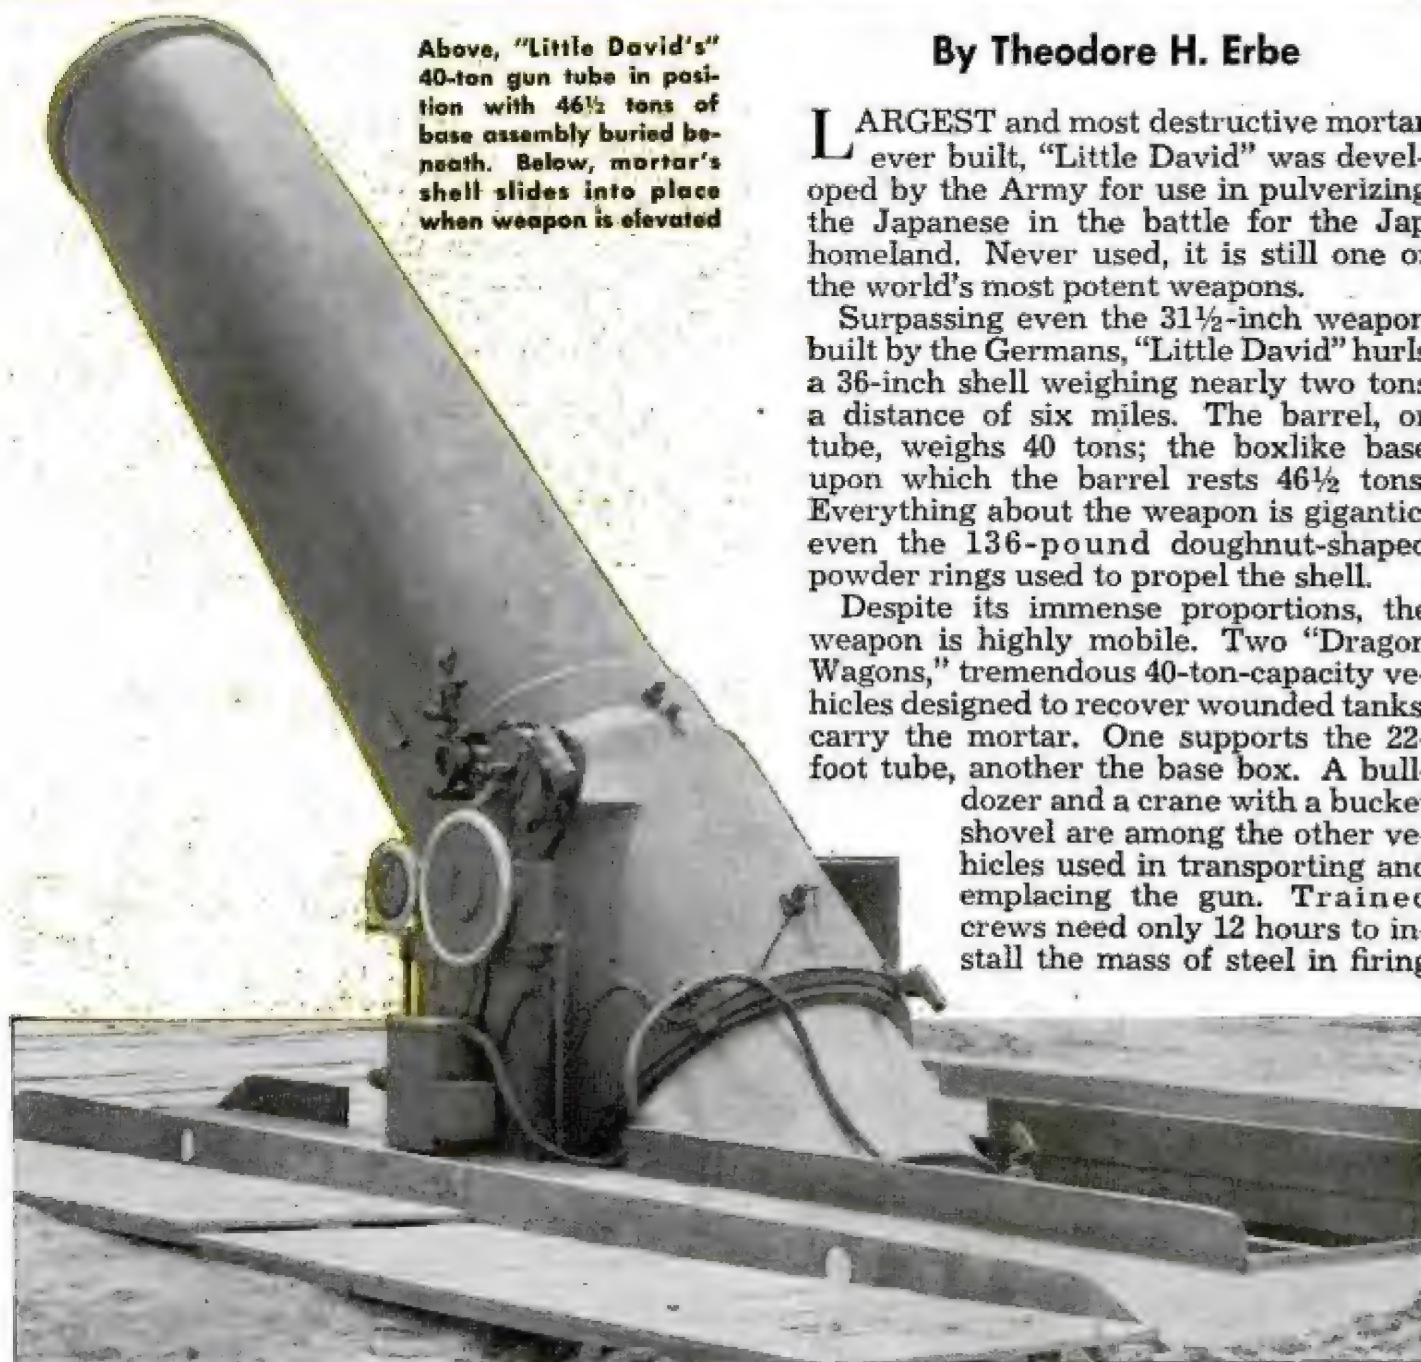 Above, "Little David's"
40-ton gun tube in posi-
tion with 46½ tons of
base assembly buried be-
neath. Below, mortar's
shell slides into place
when weapon is elevated
By Theodore H. Erbe
LARGEST and most destructive mortar
ever built, "Little David" was devel-
oped by the Army for use in pulverizing
the Japanese in the battle for the Jap
homeland. Never used, it is still one of
the world's most potent weapons.
Surpassing even the 31½-inch weapon
built by the Germans, "Little David" hurls
a 36-inch shell weighing nearly two tons
a distance of six miles. The barrel, or
tube, weighs 40 tons; the boxlike base
upon which the barrel rests 46½ tons
Everything about the weapon is gigantic
even the 136-pound doughnut-shaped
powder rings used to propel the shell.
Despite its immense proportions, the
weapon is highly mobile. Two "Dragon
Wagons," tremendous 40-ton-capacity ve-
hicles designed to recover wounded tanks
carry the mortar. One supports the 22-
foot tube, another the base box. A bull-
dozer and a crane with a bucket
shovel are among the other ve-
hicles used in transporting and
emplacing the gun. Trained
crews need only 12 hours to in-
stall the mass of steel in firing